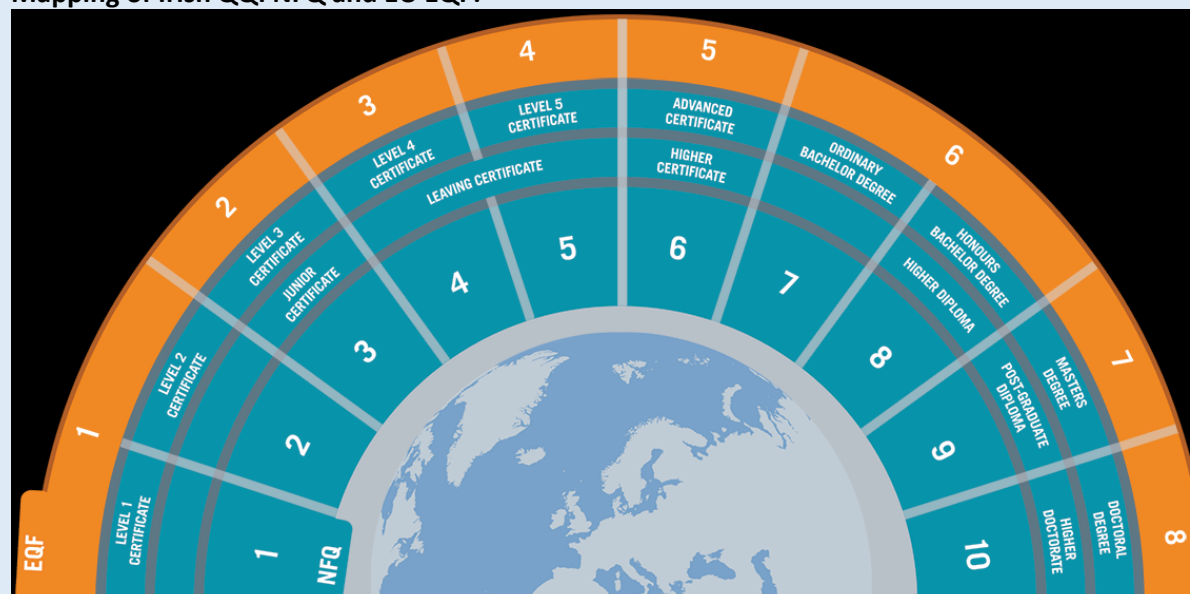 EQF
1
2
3
4
5
6
7
8
LEVEL 1
CERTIFICATE
LEVEL 2
CERTIFICATE
LEVEL 3
CERTIFICATE
LEVEL 4
CERTIFICATE
LEVEL 5
CERTIFICATE
ADVANCED
CERTIFICATE
ORDINARY
BACHELOR DEGREE
HONOURS
BACHELOR DEGREE
MASTERS
DEGREE
DOCTORAL
DEGREE
JUNIOR
CERTIFICATE
LEAVING CERTIFICATE
HIGHER
CERTIFICATE
HIGHER DIPLOMA
POST-GRADUATE
DIPLOMA
HIGHER
DOCTORATE
NFQ
1
2
3
4
5
6
7
8
9
10